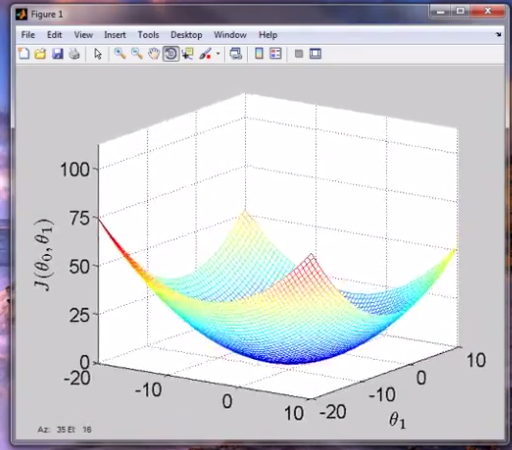 Figure 1
File Edit View Insert Tools Desktop Window Help
100
75
50
25
0
J(θ₀, θ₁)
-20 -10 0 10
-20 -10 0 10
θ₁
Az: 35 El: 16